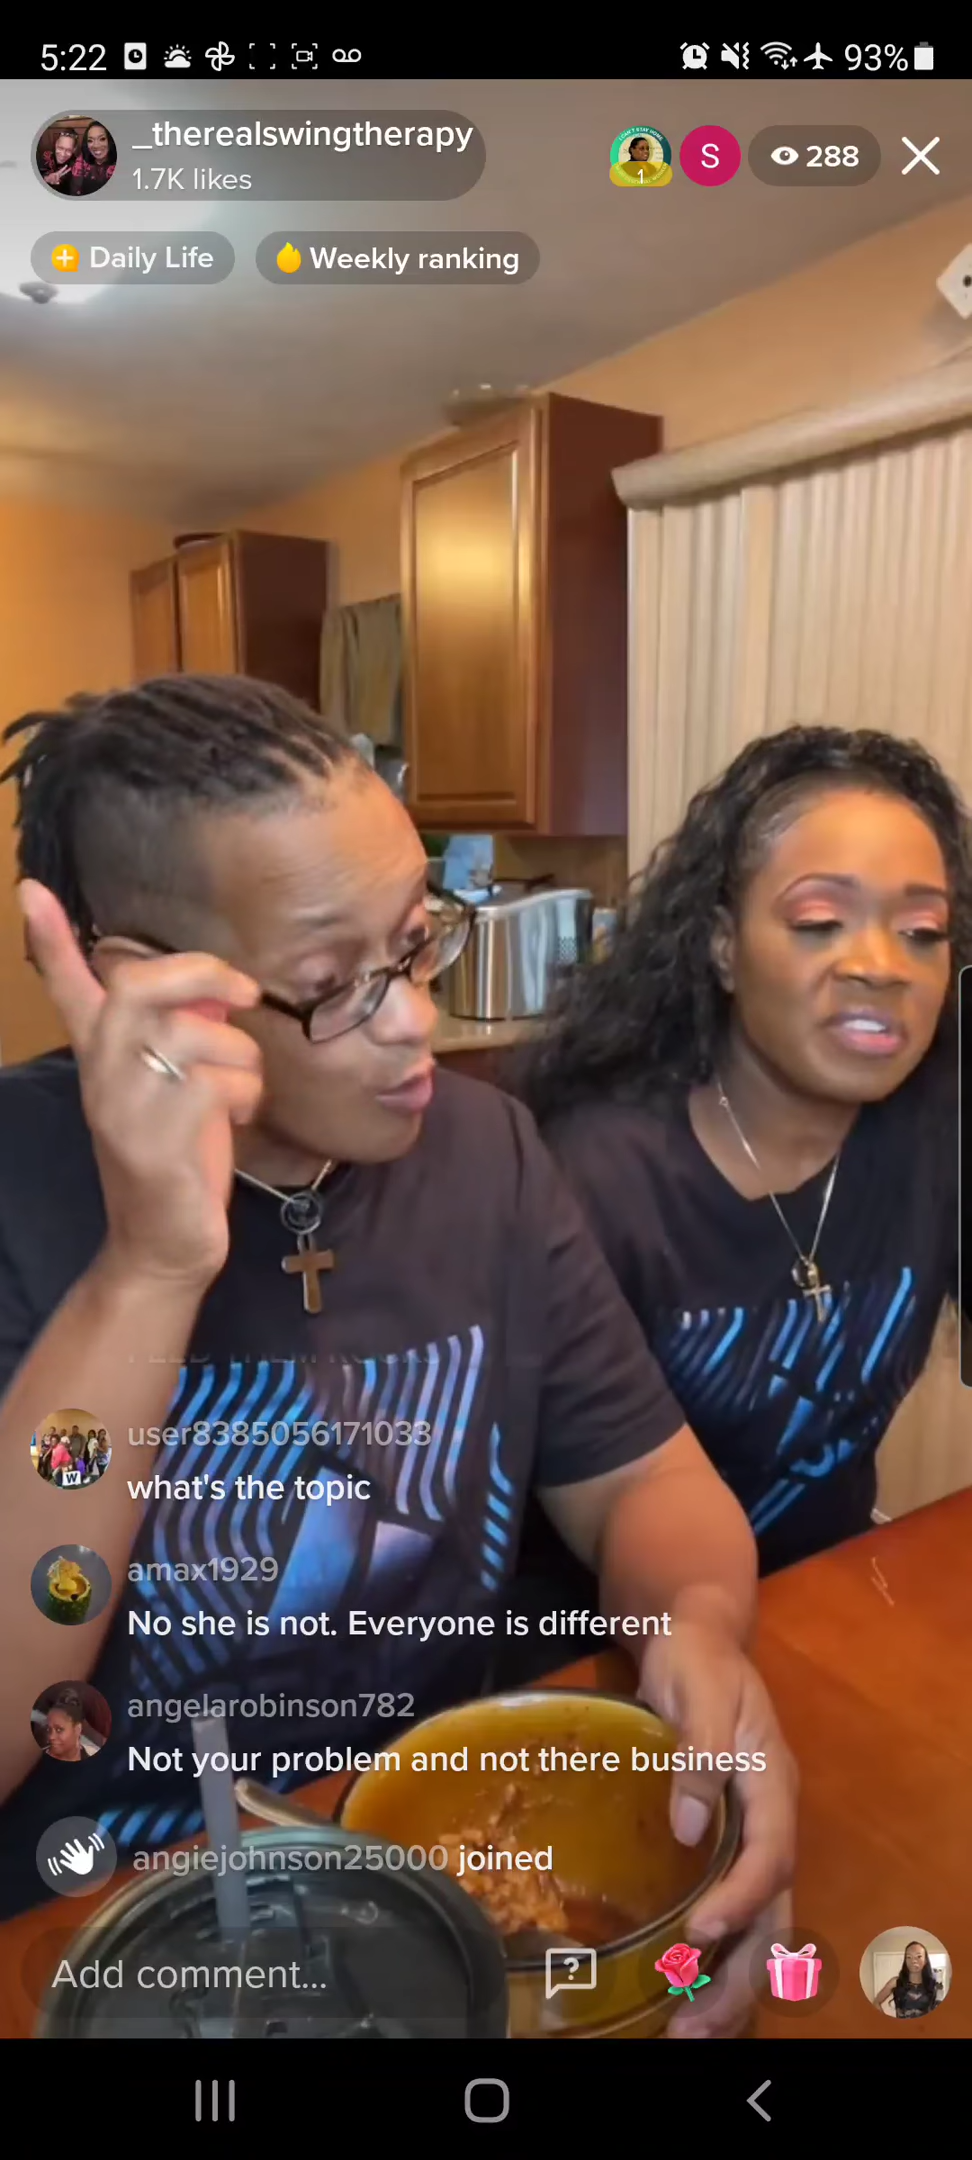 5:22
93%
_therealswingtherapy
1.7K likes
1
S
288
Daily Life
Weekly ranking
user8385056171033
W
what's the topic
amax1929
No she is not. Everyone is different
angelarobinson782
Not your problem and not there business
angiejohnson25000 joined
Add comment...